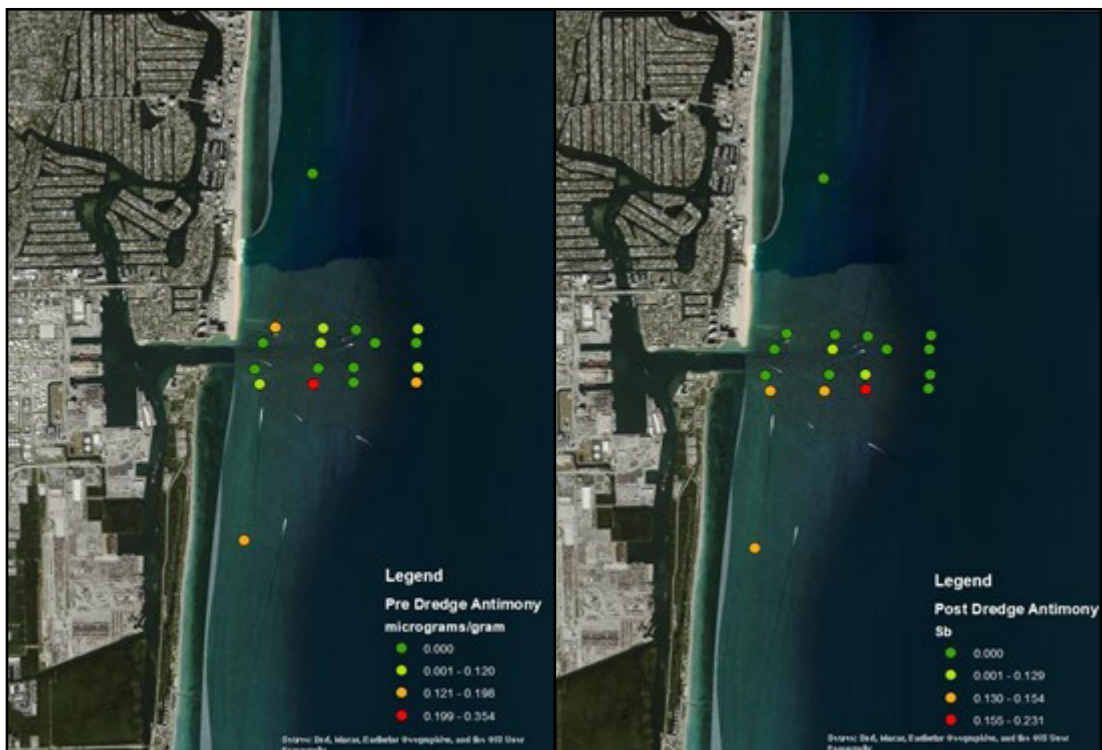 Legend
Pre Dredge Antimony
micrograms/gram
0.000
0.001 - 0.120
0.121 - 0.198
0.199 - 0.354
Legend
Post Dredge Antimony
Sb
0.000
0.001 - 0.129
0.130 - 0.154
0.155 - 0.231